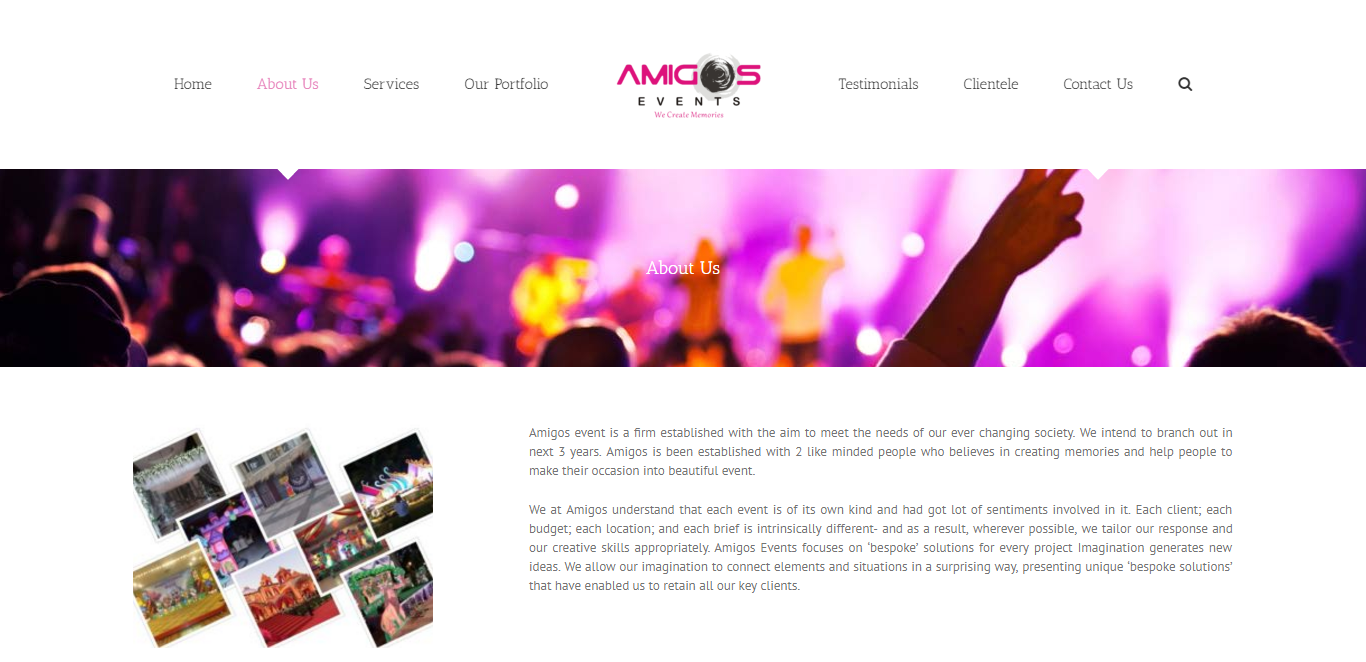 Home About Us Services Our Portfolio AMIGOS Testimonials Clientele Contact Us
EVENTS
We Create Memories
About Us
Amigos event is a firm established with the aim to meet the needs of our ever changing society. We intend to branch out in
next 3 years. Amigos is been established with 2 like minded people who believes in creating memories and help people to
make their occasion into beautiful event.
We at Amigos understand that each event is of its own kind and had got lot of sentiments involved in it. Each client; each
budget; each location; and each brief is intrinsically different- and as a result, wherever possible, we tailor our response and
our creative skills appropriately. Amigos Events focuses on ‘bespoke’ solutions for every project Imagination generates new
ideas. We allow our imagination to connect elements and situations in a surprising way, presenting unique ‘bespoke solutions’
that have enabled us to retain all our key clients.